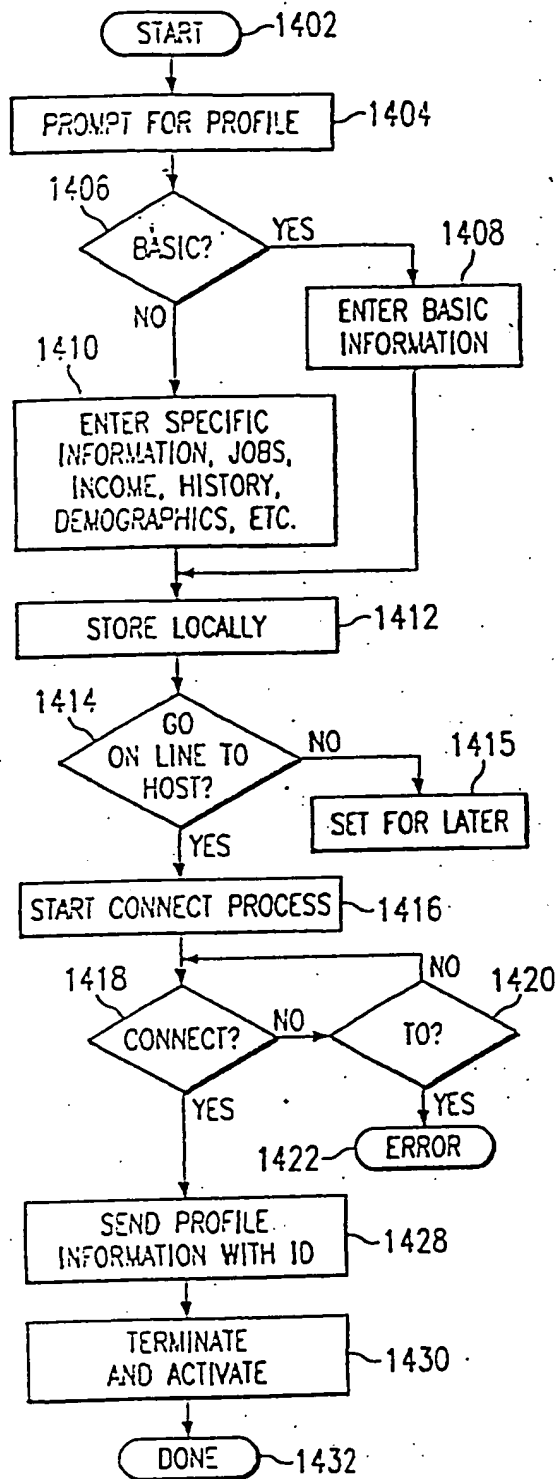 START
1402
PROMPT FOR PROFILE
1404
1406
BASIC?
YES
NO
1408
ENTER BASIC
INFORMATION
1410
ENTER SPECIFIC
INFORMATION, JOBS,
INCOME, HISTORY,
DEMOGRAPHICS, ETC.
STORE LOCALLY
1412
1414
GO
ON LINE TO
HOST?
NO
YES
1415
SET FOR LATER
START CONNECT PROCESS
1416
1418
CONNECT?
NO
YES
NO
1420
TO?
YES
1422
ERROR
SEND PROFILE
INFORMATION WITH ID
1428
TERMINATE
AND ACTIVATE
1430
DONE
1432